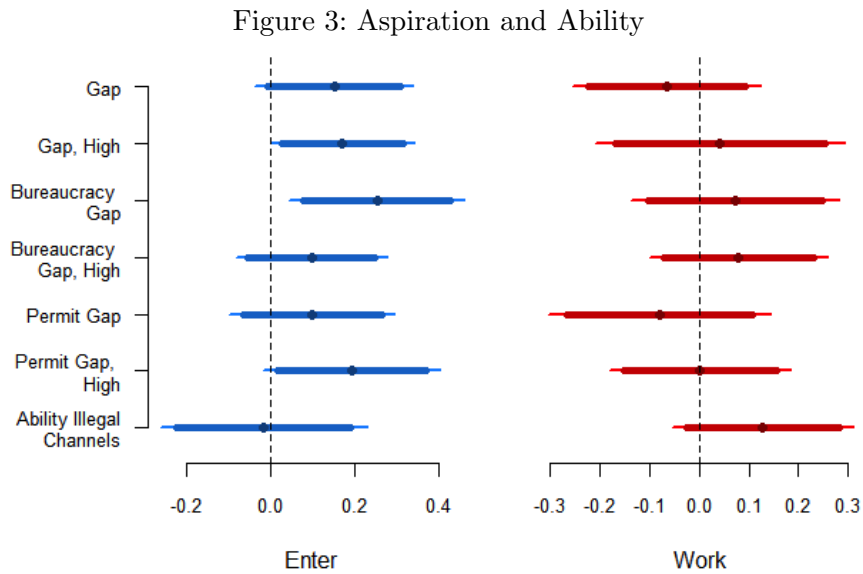 Figure 3: Aspiration and Ability
Gap
Gap, High
Bureaucracy
Gap
Bureaucracy
Gap, High
Permit Gap
Permit Gap,
High
Ability Illegal
Channels
-0.2 0.0 0.2 0.4
-0.3 -0.2 -0.1 0.0 0.1 0.2 0.3
Enter
Work